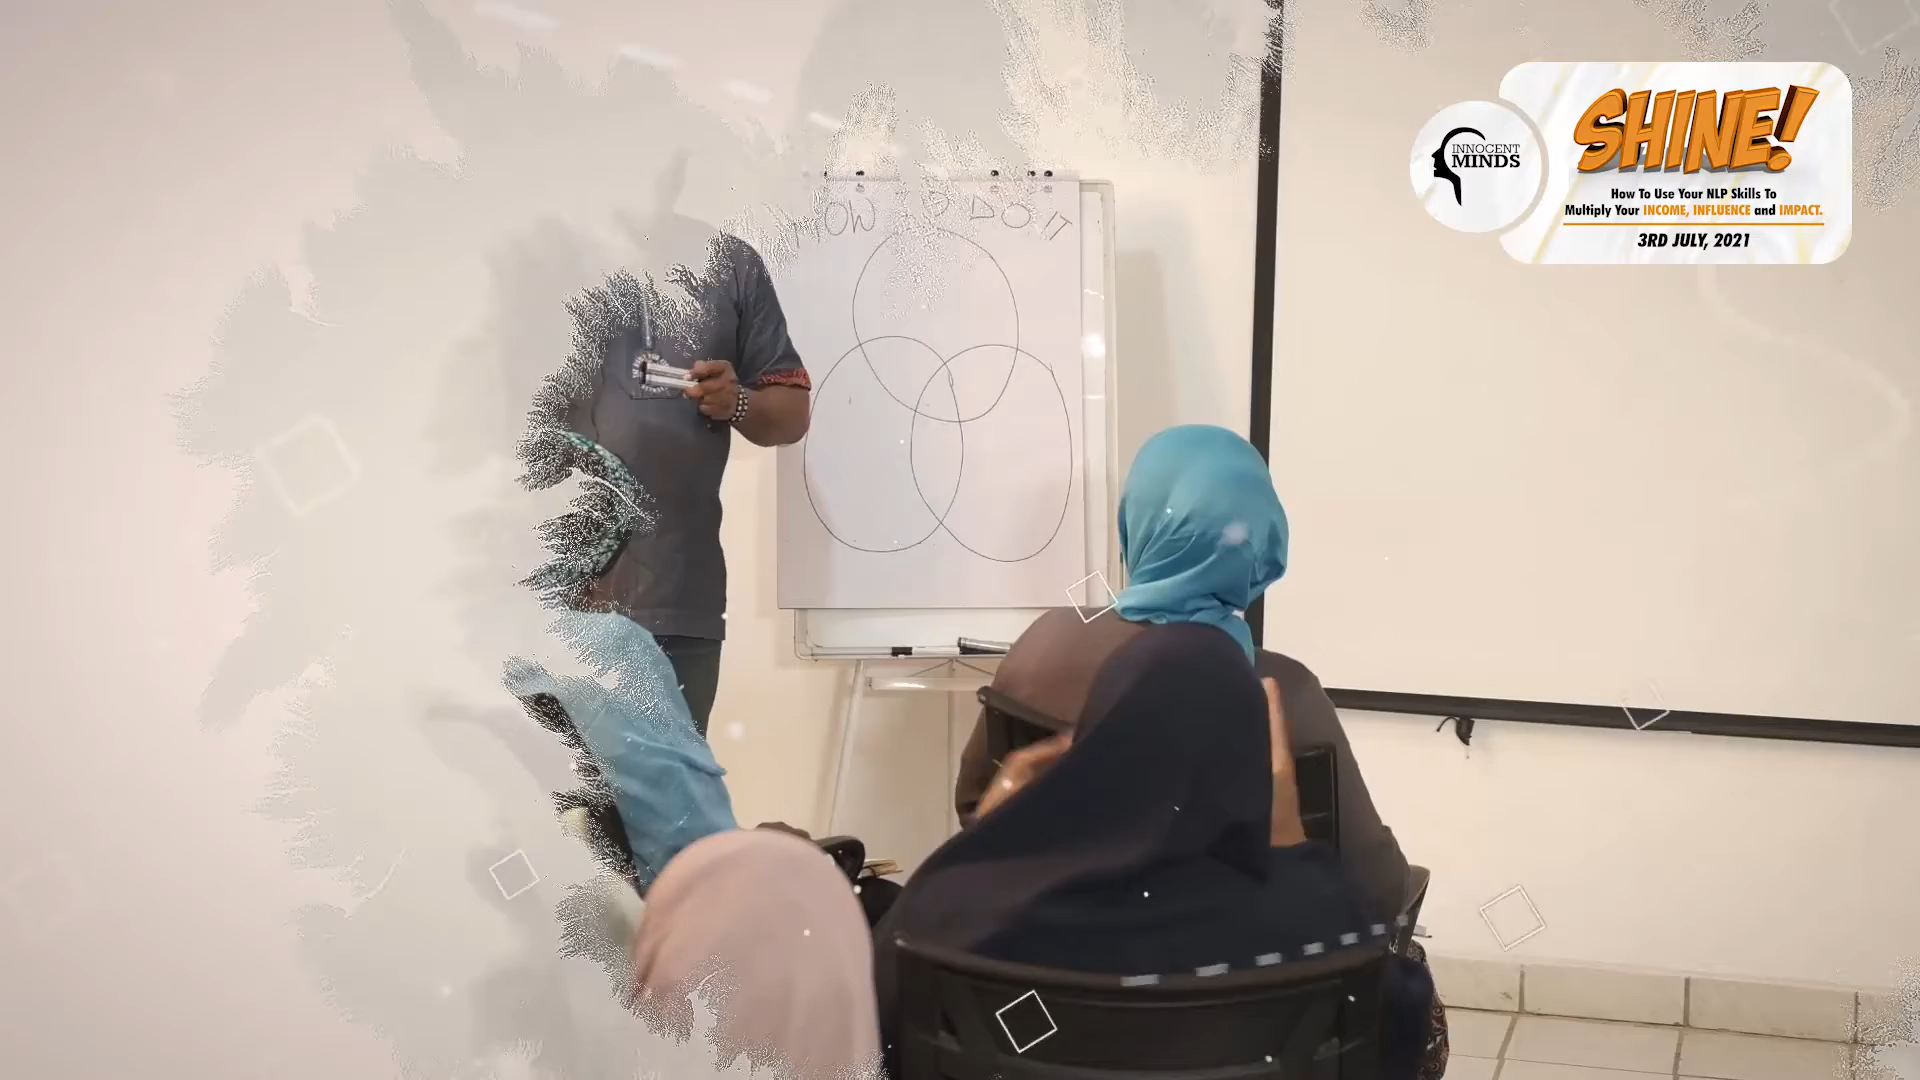 HOW I DO IT
INNOCENT
MINDS
SHINE!
How To Use Your NLP Skills To
Multiply Your INCOME, INFLUENCE and IMPACT.
3RD JULY, 2021